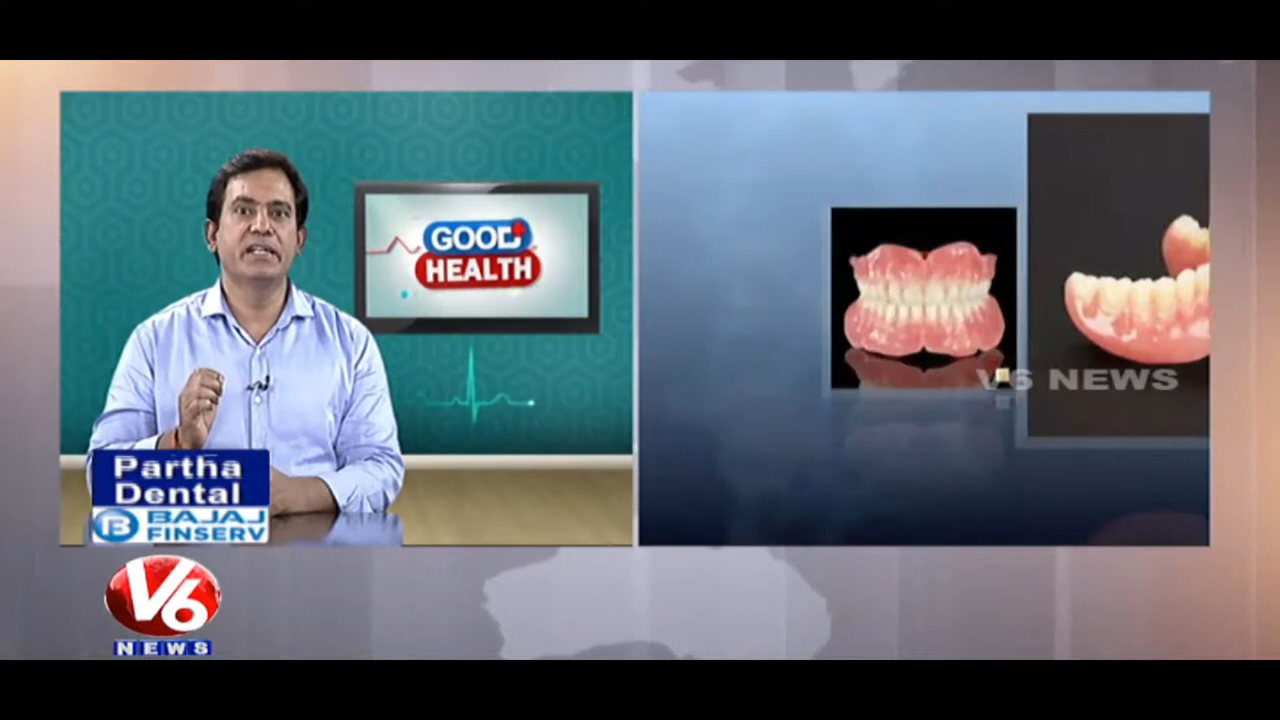 GOOD
HEALTH
V6 NEWS
Partha
Dental
B BAJAJ
FINSERV
V6
NEWS